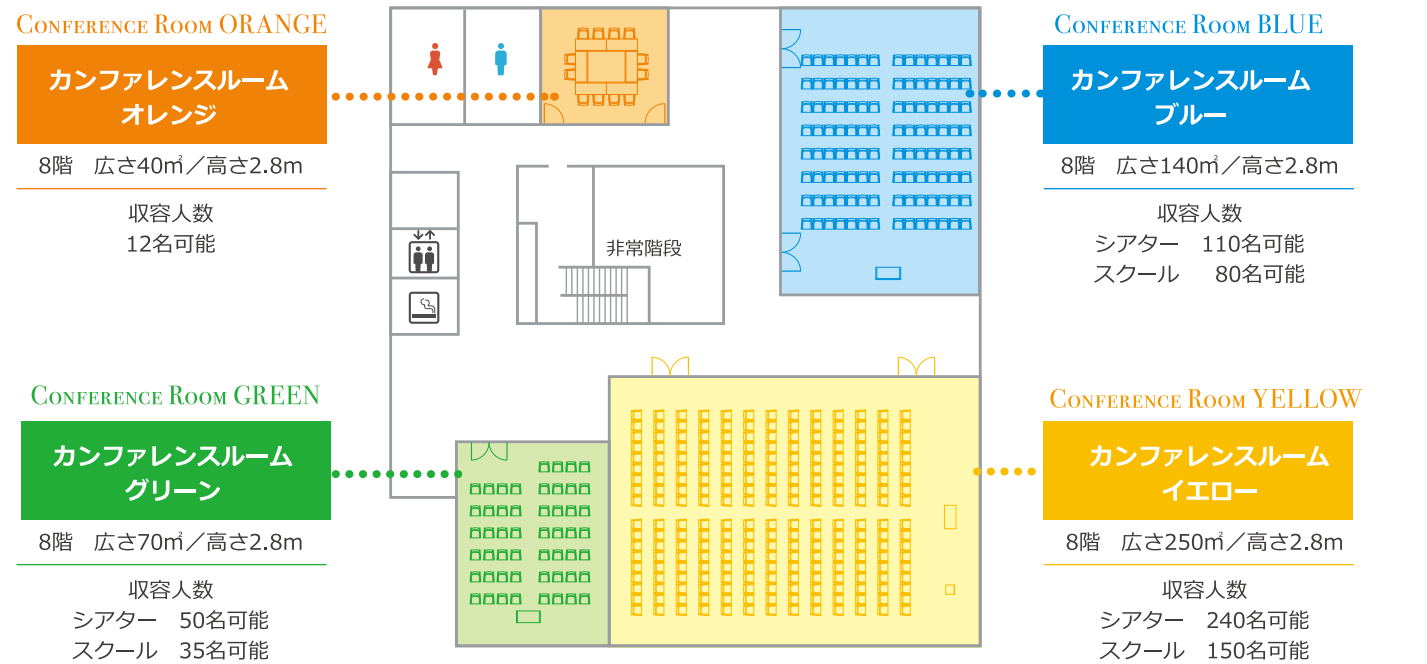 CONFERENCE ROOM ORANGE
カンファレンスルーム
オレンジ
8階 広さ40㎡／高さ2.8m
収容人数
12名可能
CONFERENCE ROOM BLUE
カンファレンスルーム
ブルー
8階 広さ140㎡／高さ2.8m
収容人数
シアター 110名可能
スクール 80名可能
非常階段
CONFERENCE ROOM GREEN
カンファレンスルーム
グリーン
8階 広さ70㎡／高さ2.8m
収容人数
シアター 50名可能
スクール 35名可能
CONFERENCE ROOM YELLOW
カンファレンスルーム
イエロー
8階 広さ250㎡／高さ2.8m
収容人数
シアター 240名可能
スクール 150名可能